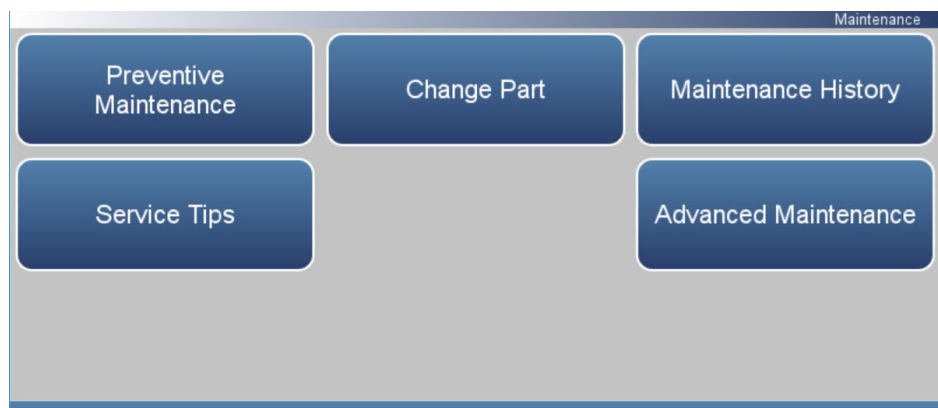 Maintenance
Preventive
Maintenance
Change Part
Maintenance History
Service Tips
Advanced Maintenance